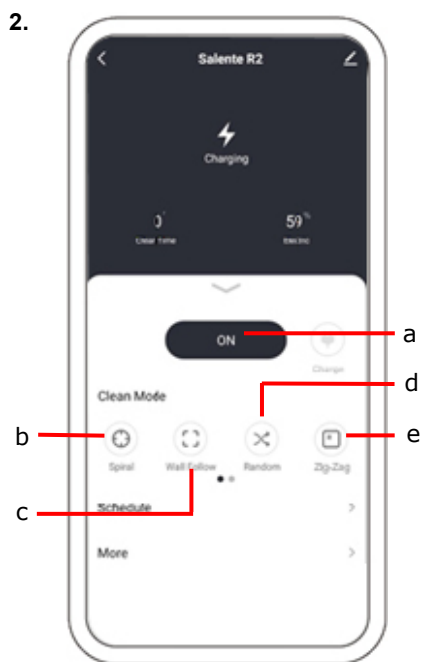 2.
Salente R2
Charging
59 %
Clean Time
ON
a
Charge
d
Clean Mode
b
e
Spiral Wall Follow Random Zig-Zag
c
Schedule
More